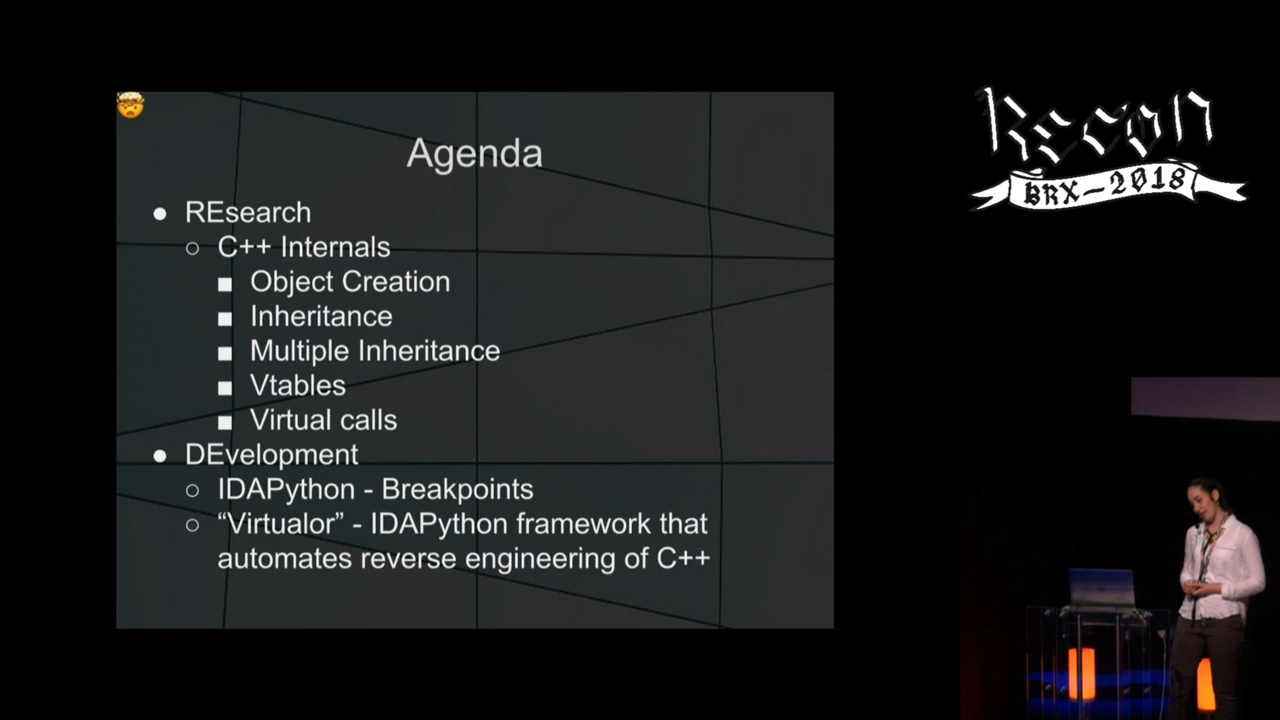 Agenda
● REsearch
○ C++ Internals
■ Object Creation
■ Inheritance
■ Multiple Inheritance
■ Vtables
■ Virtual calls
● DEvelopment
○ IDAPython - Breakpoints
○ “Virtualor” - IDAPython framework that
automates reverse engineering of C++
Recon
BRX-2018